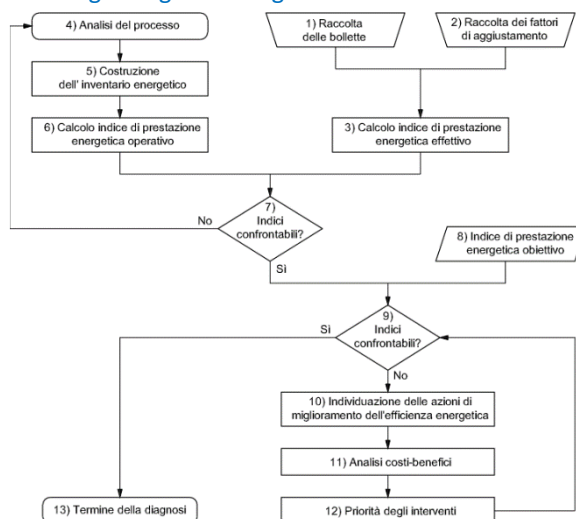 4) Analisi del processo
1) Raccolta
delle bollette
2) Raccolta dei fattori
di aggiustamento
5) Costruzione
dell' inventario energetico
6) Calcolo indice di prestazione
energetica operativo
3) Calcolo indice di prestazione
energetica effettivo
7)
Indici
confrontabili?
No
Sì
8) Indice di prestazione
energetica obiettivo
9)
Indici
confrontabili?
Sì
No
10) Individuazione delle azioni di
miglioramento dell'efficienza energetica
11) Analisi costi-benefici
13) Termine della diagnosi
12) Priorità degli interventi